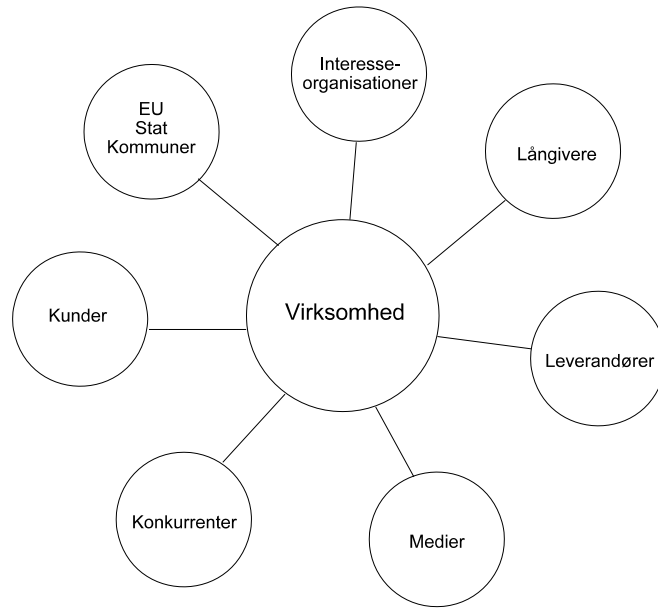 Interesse-
organisationer
EU
Stat
Kommuner
Långivere
Kunder
Virksomhed
Leverandører
Konkurrenter
Medier